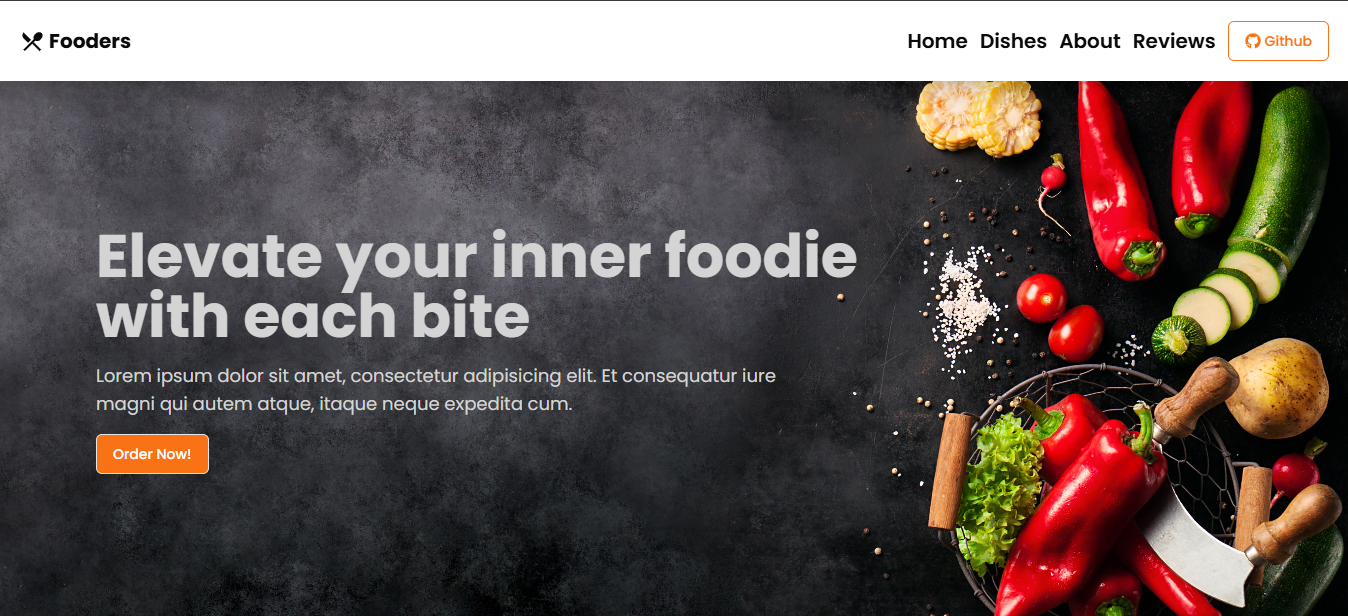 Fooders
Home Dishes About Reviews Github
Elevate your inner foodie
with each bite
Lorem ipsum dolor sit amet, consectetur adipisicing elit. Et consequatur iure
magni qui autem atque, itaque neque expedita cum.
Order Now!